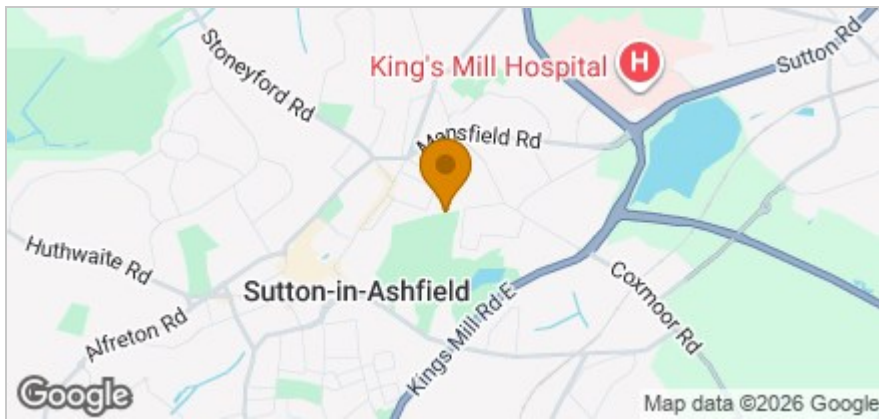 Stoneyford Rd
King's Mill Hospital
H
Sutton Rd
Mansfield Rd
Huthwaite Rd
Sutton-in-Ashfield
Alfreton Rd
Kings Mill Rd E
Coxmoor Rd
Google
Map data ©2026 Google